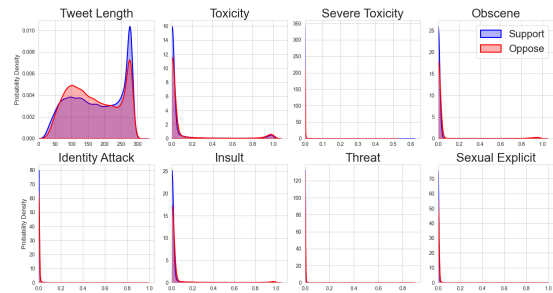 Tweet Length
Toxicity
Severe Toxicity
Obscene
Probability Density
0.010
0.008
0.006
0.004
0.002
0.000
0 50 100 150 200 250 300
16
14
12
10
8
6
4
2
0
0.0 0.2 0.4 0.6 0.8 1.0
350
300
250
200
150
100
50
0
0.0 0.1 0.2 0.3 0.4 0.5 0.6
25
20
15
10
5
0
0.0 0.2 0.4 0.6 0.8 1.0
Support
Oppose
Identity Attack
Insult
Threat
Sexual Explicit
Probability Density
80
70
60
50
40
30
20
10
0
0.0 0.2 0.4 0.6 0.8 1.0
25
20
15
10
5
0
0.0 0.2 0.4 0.6 0.8 1.0
120
100
80
60
40
20
0
0.0 0.2 0.4 0.6 0.8
70
60
50
40
30
20
10
0
0.0 0.2 0.4 0.6 0.8 1.0